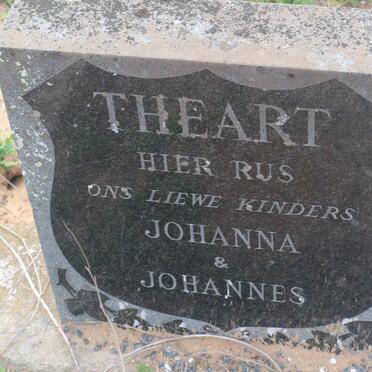 THEART
HIER RUS
ONS LIEWE KINDERS
JOHANNA
&
JOHANNES